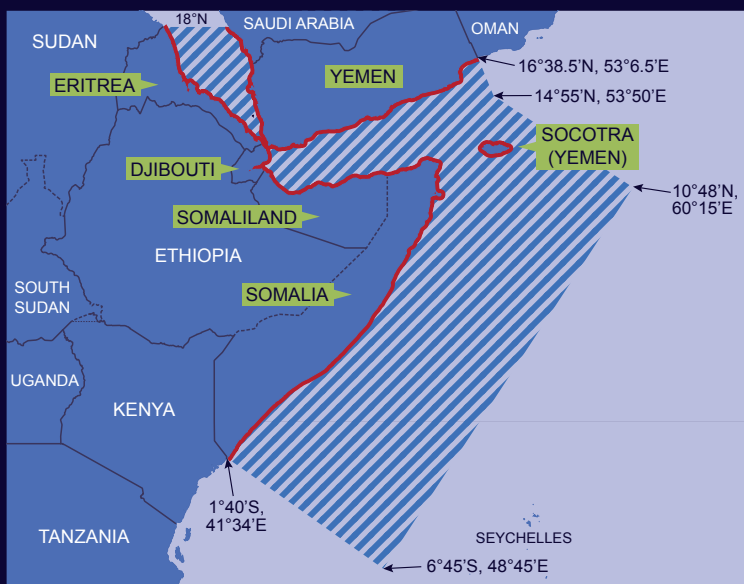 18°N
SAUDI ARABIA
OMAN
SUDAN
16°38.5'N, 53°6.5'E
YEMEN
ERITREA
14°55'N, 53°50'E
SOCOTRA
(YEMEN)
DJIBOUTI
10°48'N,
60°15'E
SOMALILAND
ETHIOPIA
SOUTH
SUDAN
SOMALIA
UGANDA
KENYA
1°40'S,
41°34'E
TANZANIA
SEYCHELLES
6°45'S, 48°45'E